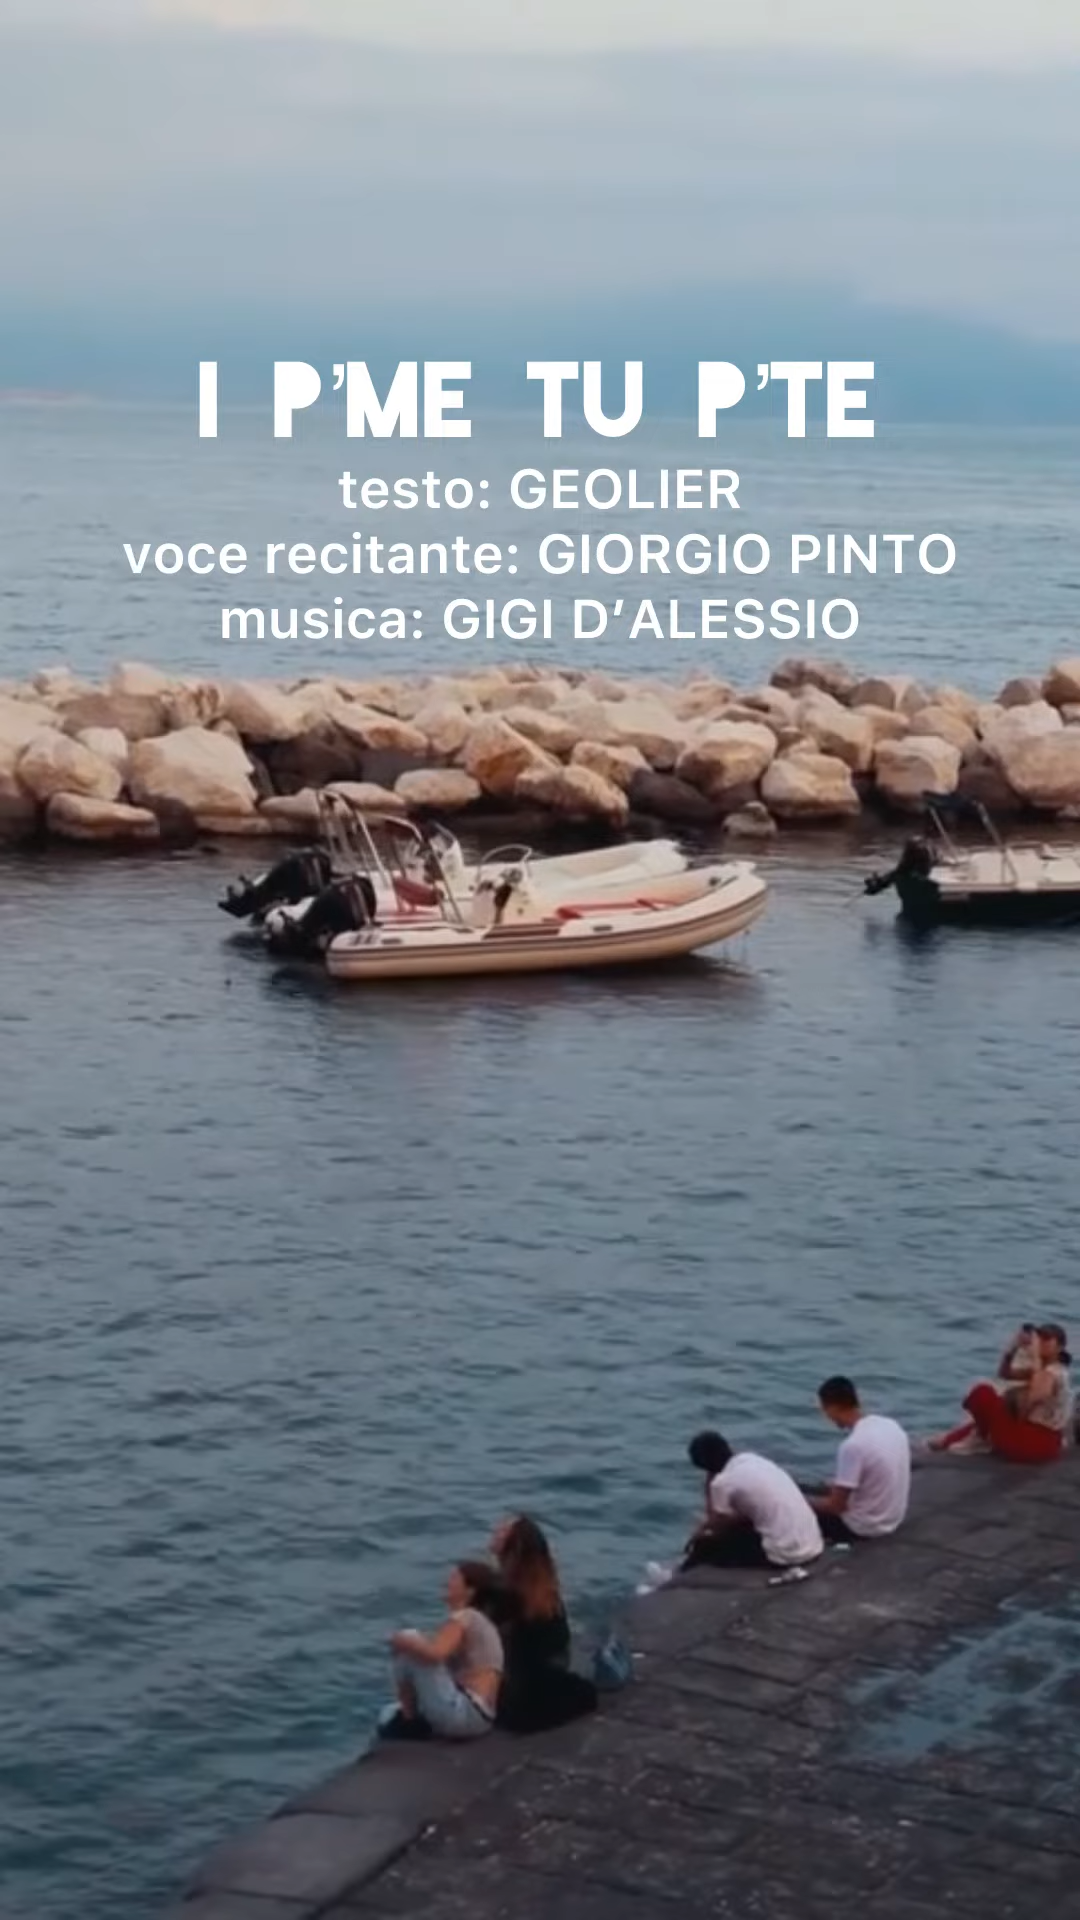 I P’ME TU P’TE
testo: GEOLIER
voce recitante: GIORGIO PINTO
musica: GIGI D’ALESSIO